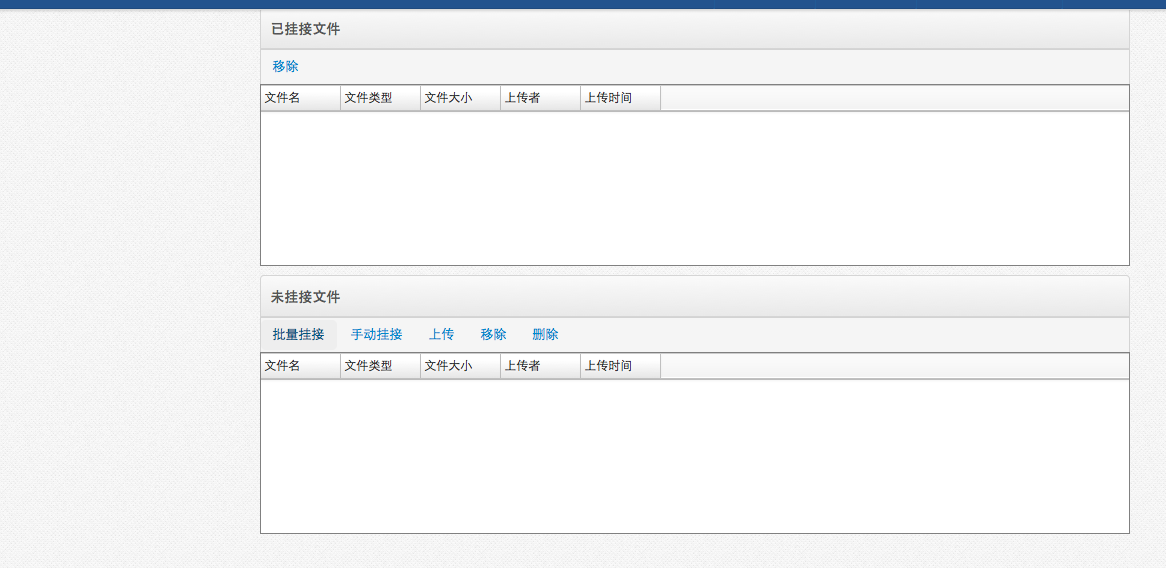 已挂接文件
移除
文件名 文件类型 文件大小 上传者 上传时间
未挂接文件
批量挂接 手动挂接 上传 移除 删除
文件名 文件类型 文件大小 上传者 上传时间